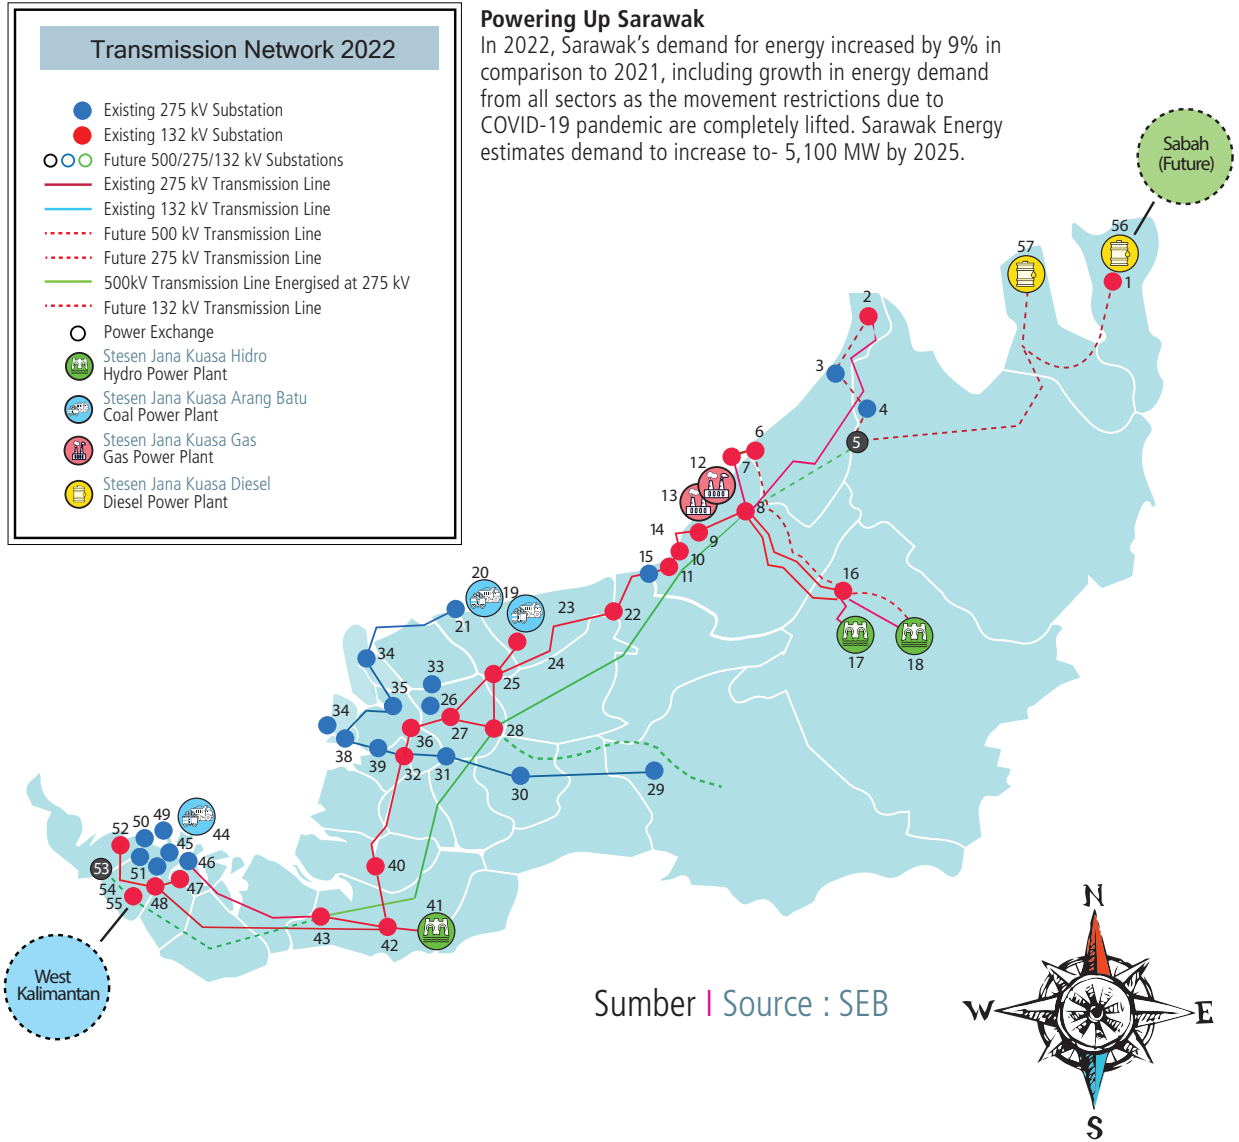 Transmission Network 2022
Existing 275 kV Substation
Existing 132 kV Substation
Future 500/275/132 kV Substations
Existing 275 kV Transmission Line
Existing 132 kV Transmission Line
Future 500 kV Transmission Line
Future 275 kV Transmission Line
500kV Transmission Line Energised at 275 kV
Future 132 kV Transmission Line
Power Exchange
Stesen Jana Kuasa Hidro
Hydro Power Plant
Stesen Jana Kuasa Arang Batu
Coal Power Plant
Stesen Jana Kuasa Gas
Gas Power Plant
Stesen Jana Kuasa Diesel
Diesel Power Plant
Powering Up Sarawak
In 2022, Sarawak’s demand for energy increased by 9% in
comparison to 2021, including growth in energy demand
from all sectors as the movement restrictions due to
COVID-19 pandemic are completely lifted. Sarawak Energy
estimates demand to increase to- 5,100 MW by 2025.
Sabah
(Future)
56
57
1
2
3
4
5
6
7
12
13
8
14
9
10
15
11
16
20
19
23
22
21
17
18
24
34
33
25
35
26
34
27
28
36
38
39
32
31
30
29
49
50
52
44
45
46
53
51
40
54
47
55
48
41
43
42
West
Kalimantan
Sumber | Source : SEB
N
W
E
S